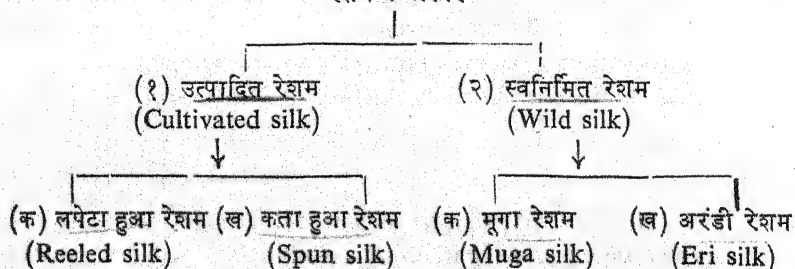 (१) उत्पादित रेशम (२) स्वनिर्मित रेशम
(Cultivated silk) (Wild silk)
(क) लपेटा हुआ रेशम (ख) कता हुआ रेशम (क) मूगा रेशम (ख) अरंडी रेशम
(Reeled silk) (Spun silk) (Muga silk) (Eri silk)